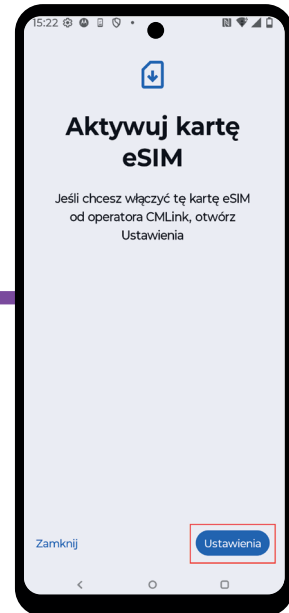 15:22
Aktywuj kartę
eSIM
Jeśli chcesz włączyć tę kartę eSIM
od operatora CMLink, otwórz
Ustawienia
Zamknij
Ustawienia